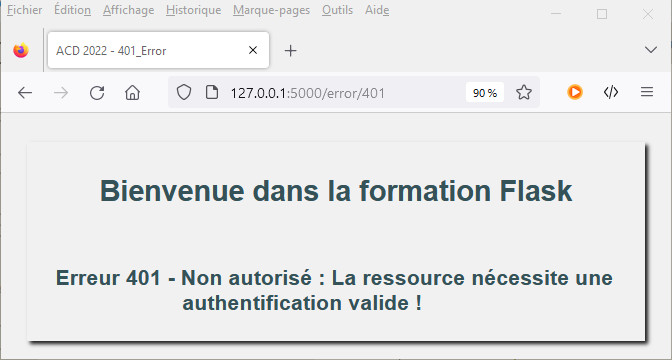 Fichier Édition Affichage Historique Marque-pages Outils Aide
ACD 2022 - 401_Error
127.0.0.1:5000/error/401 90 %
Bienvenue dans la formation Flask
Erreur 401 - Non autorisé : La ressource nécessite une
authentification valide !